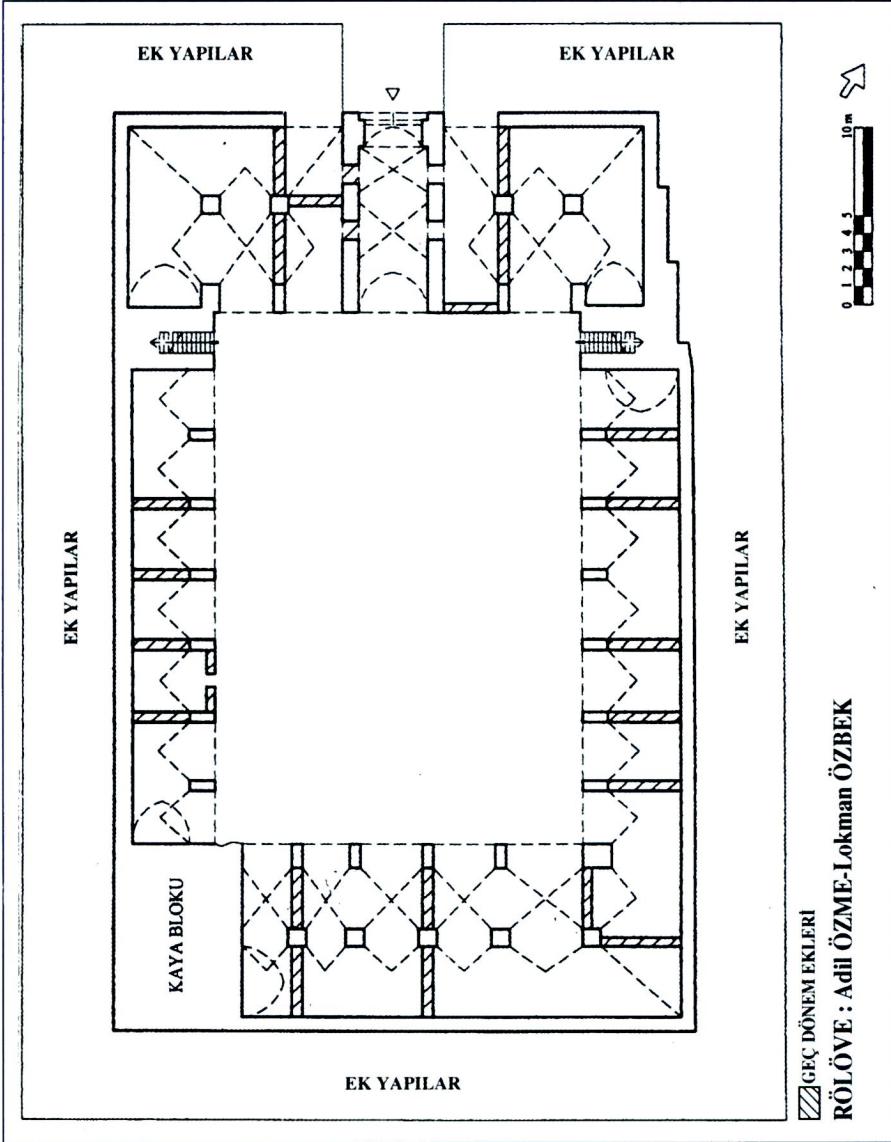 EK YAPILAR
EK YAPILAR
EK YAPILAR
EK YAPILAR
KAYA BLOKU
EK YAPILAR
0 1 2 3 4 5 10 m
GEÇ DÖNEM EKLERİ
RÖLÖVE : Adil ÖZME-Lokman ÖZBEK